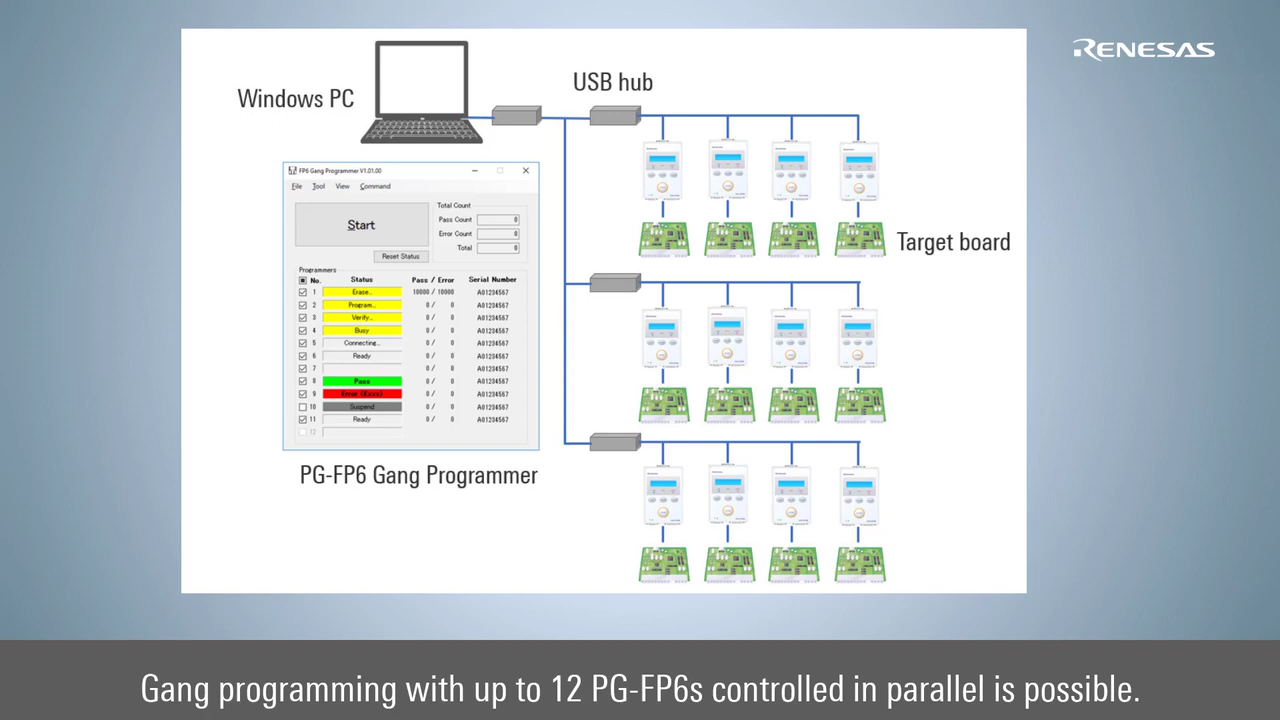 RENESAS
Windows PC
USB hub
FP6 Gang Programmer V1.01.00
File Tool View Command
Start
Total Count
Pass Count 0
Error Count 0
Total 0
Reset Status
Programmers
No. Status Pass / Error Serial Number
1 Erase... 10000 / 10000 A01234567
2 Program... 0 / 0 A01234567
3 Verify... 0 / 0 A01234567
4 Busy 0 / 0 A01234567
5 Connecting... 0 / 0 A01234567
6 Ready 0 / 0 A01234567
7 0 / 0 A01234567
8 Pass 0 / 0 A01234567
9 Error (Exxx) 0 / 0 A01234567
10 Suspend 0 / 0 A01234567
11 Ready 0 / 0 A01234567
12
Target board
PG-FP6 Gang Programmer
Gang programming with up to 12 PG-FP6s controlled in parallel is possible.